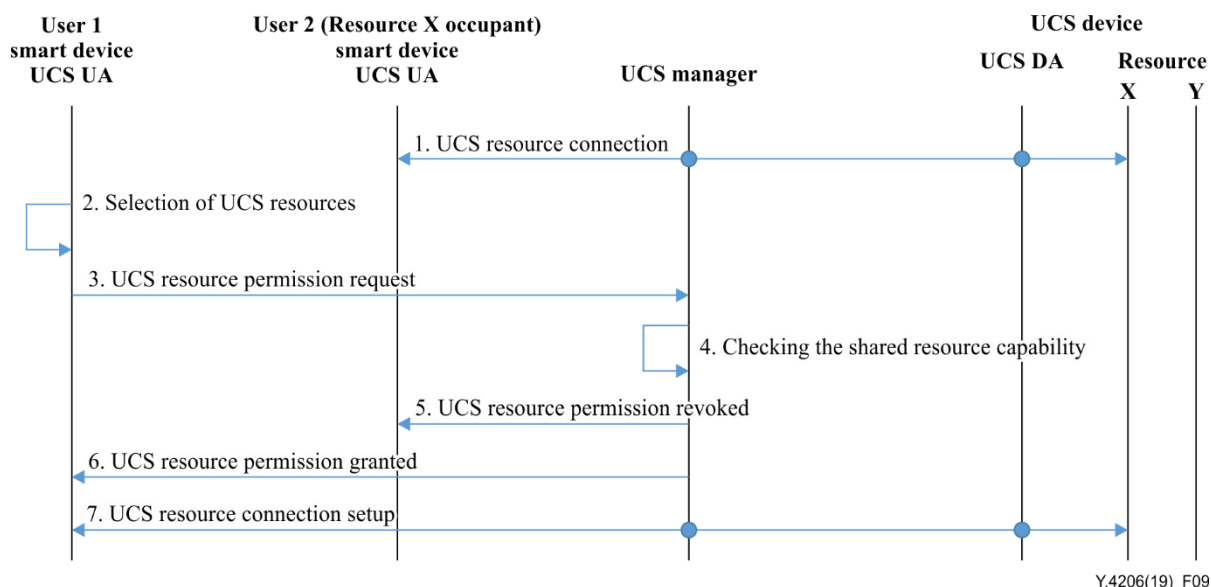 User 1
smart device
UCS UA
User 2 (Resource X occupant)
smart device
UCS UA
UCS manager
UCS device
UCS DA
Resource
X
Y
1. UCS resource connection
2. Selection of UCS resources
3. UCS resource permission request
4. Checking the shared resource capability
5. UCS resource permission revoked
6. UCS resource permission granted
7. UCS resource connection setup
Y.4206(19)_F09